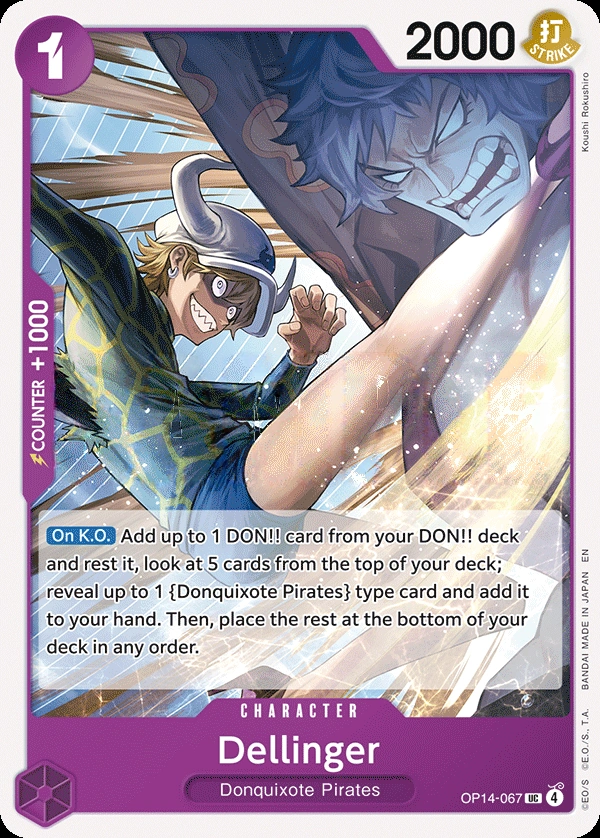 1
2000
打
STRIKE
Koushi Rokushiro
COUNTER +1000
On K.O. Add up to 1 DON!! card from your DON!! deck
and rest it, look at 5 cards from the top of your deck;
reveal up to 1 {Donquixote Pirates} type card and add it
to your hand. Then, place the rest at the bottom of your
deck in any order.
CHARACTER
Dellinger
Donquixote Pirates
OP14-067 UC 4
©E.O./S., T.A. BANDAI MADE IN JAPAN EN
©EO/S